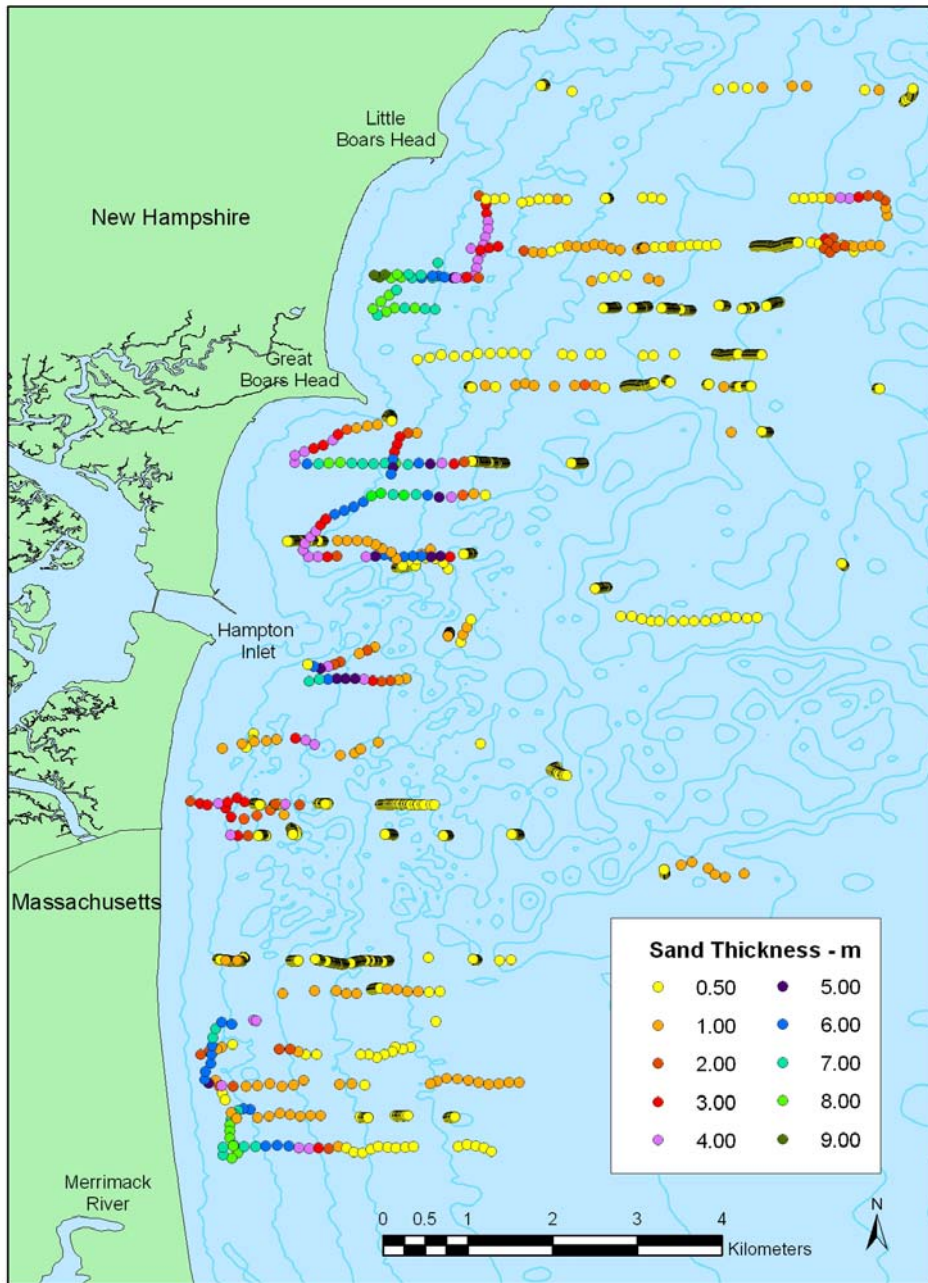 Little
Boars Head
New Hampshire
Great
Boars Head
Hampton
Inlet
Massachusetts
Sand Thickness - m
0.50 5.00
1.00 6.00
2.00 7.00
3.00 8.00
4.00 9.00
Merrimack
River
N
0 0.5 1 2 3 4
Kilometers